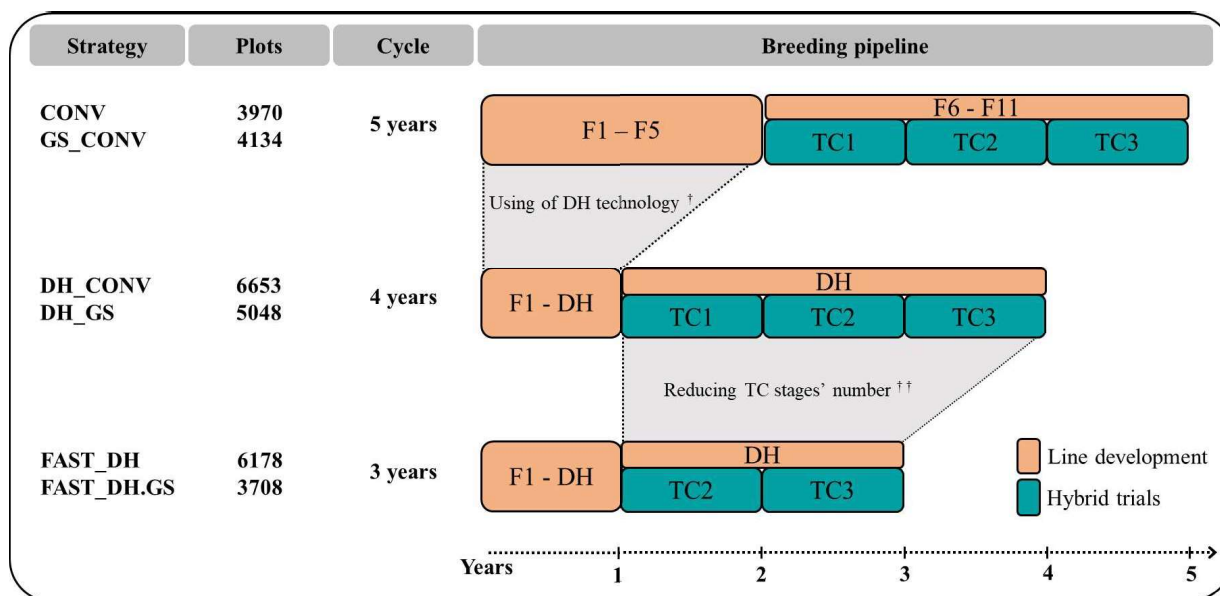 Strategy Plots Cycle Breeding pipeline
CONV 3970
GS_CONV 4134
5 years
F1 – F5
F6 - F11
TC1 TC2 TC3
Using of DH technology †
DH_CONV 6653
DH_GS 5048
4 years
F1 - DH
DH
TC1 TC2 TC3
Reducing TC stages' number ††
FAST_DH 6178
FAST_DH.GS 3708
3 years
F1 - DH
DH
TC2 TC3
Line development
Hybrid trials
Years 1 2 3 4 5